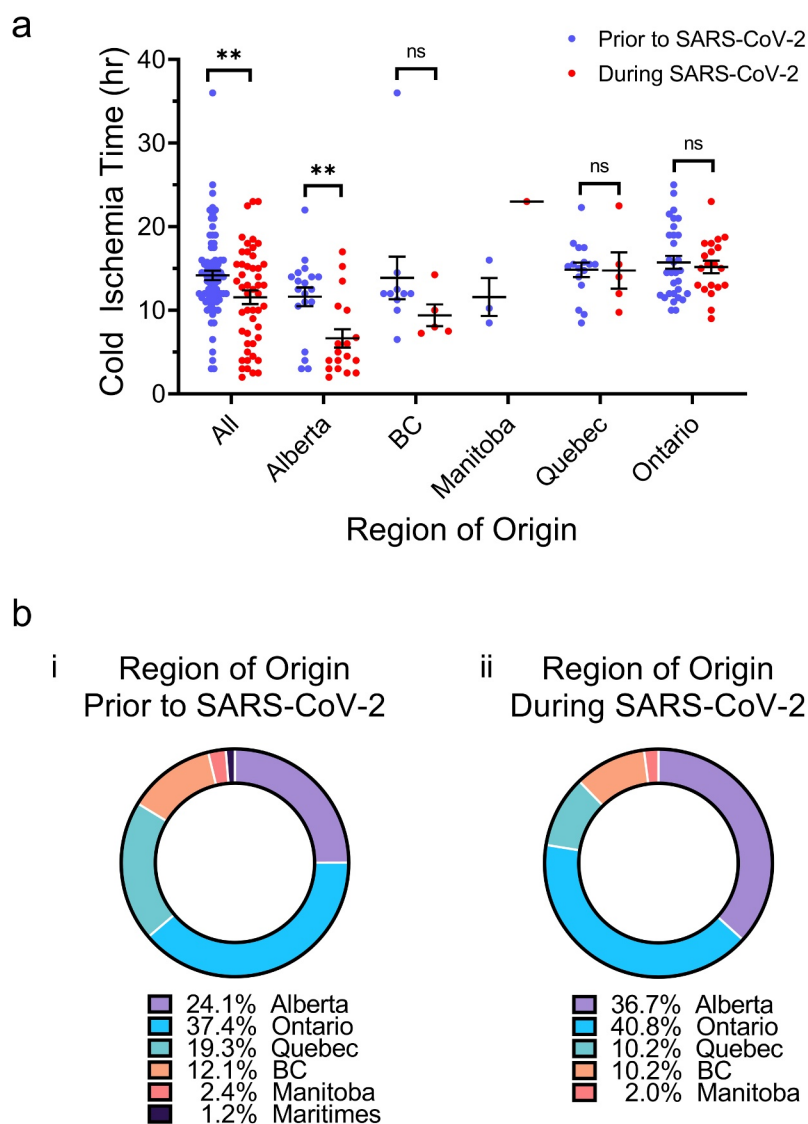 a
Prior to SARS-CoV-2
During SARS-CoV-2
Cold Ischemia Time (hr)
40
30
20
10
0
**
**
ns
ns
ns
All
Alberta
BC
Manitoba
Quebec
Ontario
Region of Origin
b
i
Region of Origin
Prior to SARS-CoV-2
24.1% Alberta
37.4% Ontario
19.3% Quebec
12.1% BC
2.4% Manitoba
1.2% Maritimes
ii
Region of Origin
During SARS-CoV-2
36.7% Alberta
40.8% Ontario
10.2% Quebec
10.2% BC
2.0% Manitoba